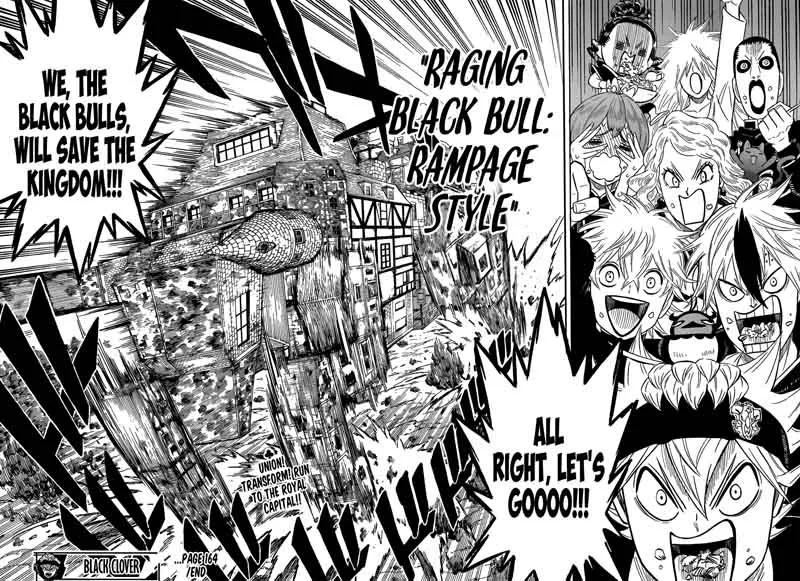 ALL
RIGHT, LET'S
GOOOO!!!
"RAGING
BLACK BULL:
RAMPAGE
STYLE"
WE, THE
BLACK BULLS,
WILL SAVE THE
KINGDOM!!!
UNION!
TRANSFORM! RUN
TO THE ROYAL
CAPITAL!!
...PAGE 164
/END
BLACK CLOVER